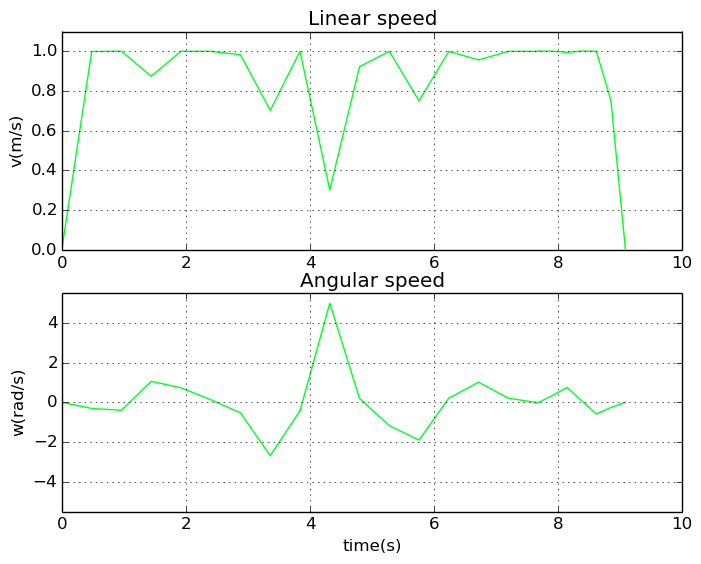 Linear speed
v(m/s)
1.0
0.8
0.6
0.4
0.2
0.0
0 2 4 6 8 10
Angular speed
w(rad/s)
4
2
0
−2
−4
0 2 4 6 8 10
time(s)